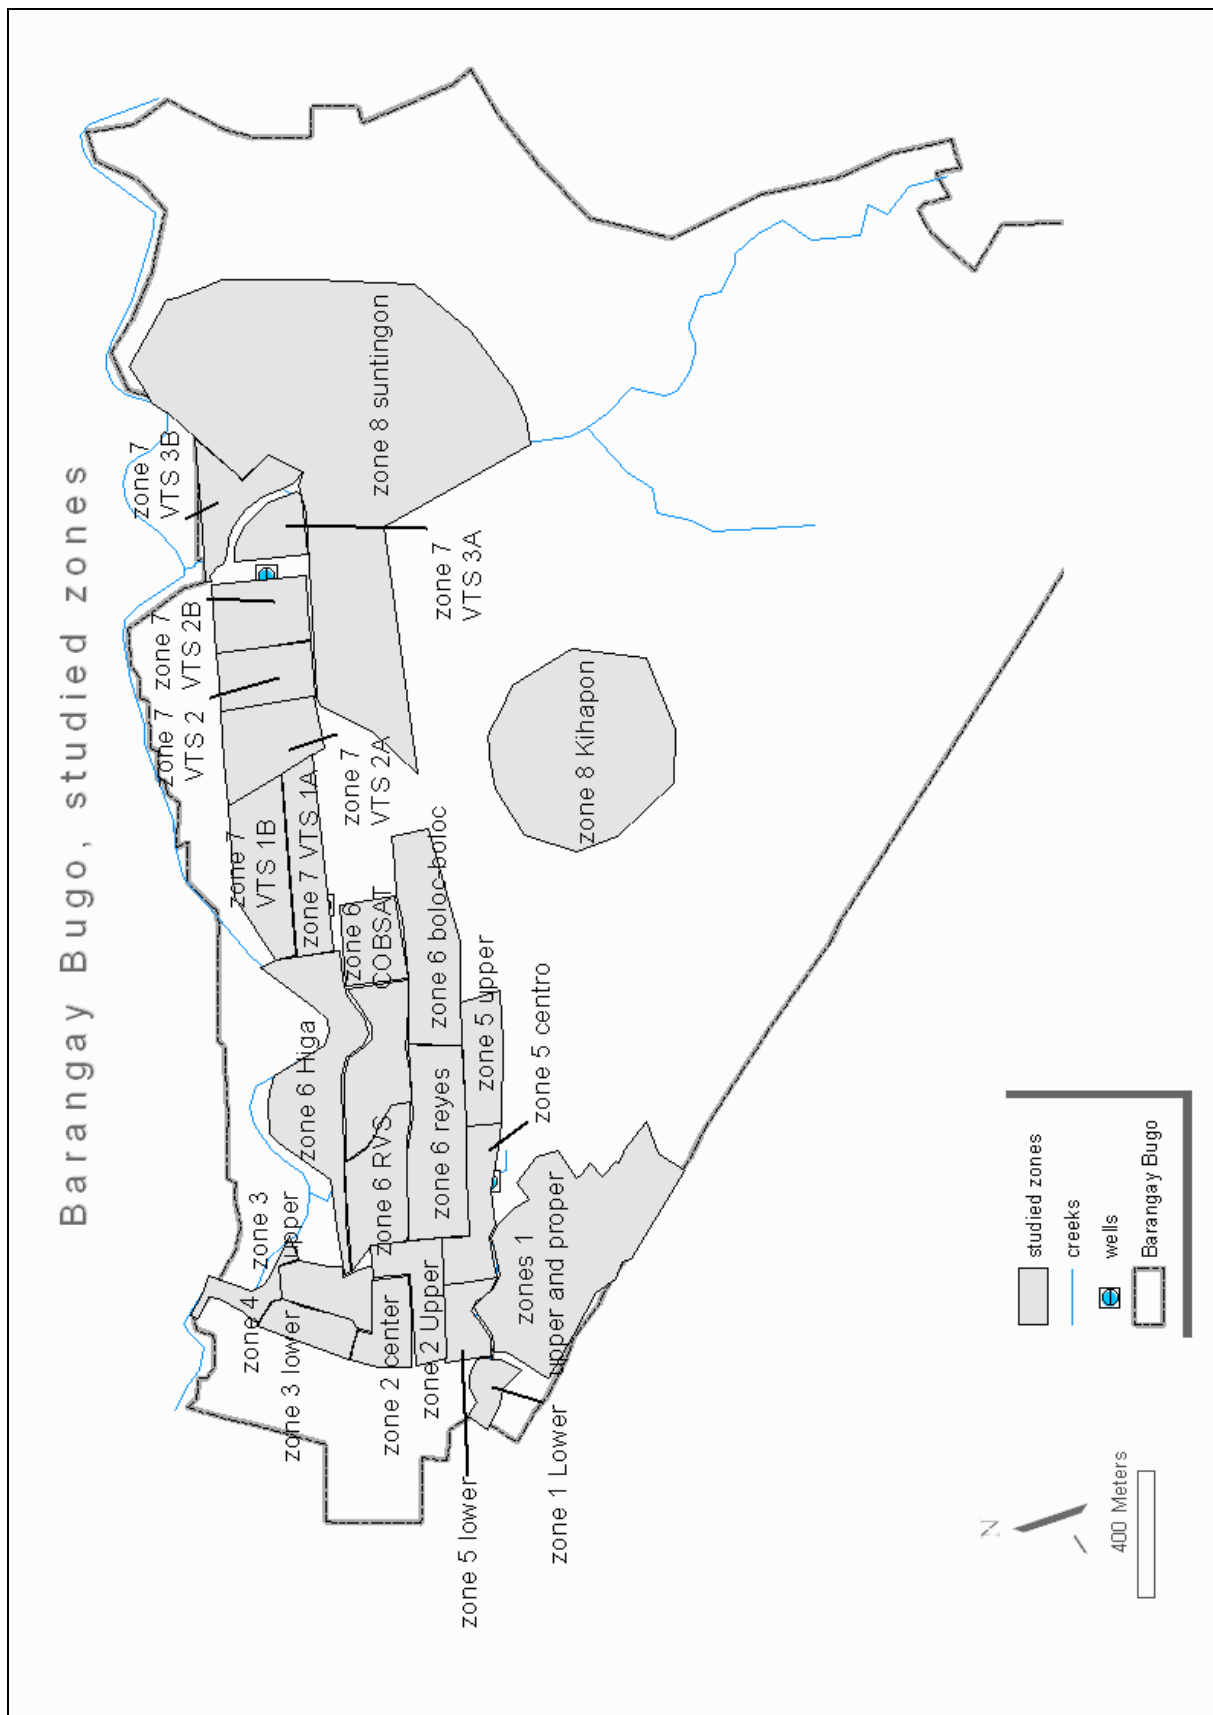 Barangay Bugo, studied zones
zone 7
VTS 3B
zone 7
VTS 2B
zone 7
VTS 2
zone 7
VTS 1B
zone 7 VTS 1A
zone 7
VTS 2A
zone 7
VTS 3A
zone 8 suntingon
zone 8 Kihapon
zone 6
COBSAT
zone 6 boloc-boloc
zone 6 Higa
zone 6 RVS
zone 6 reyes
zone 5 upper
zone 5 centro
zone 3
upper
zone 4
zone 3 lower
zone 2 center
zone 2 Upper
zones 1
upper and proper
zone 5 lower
zone 1 Lower
N
400 Meters
studied zones
creeks
wells
Barangay Bugo